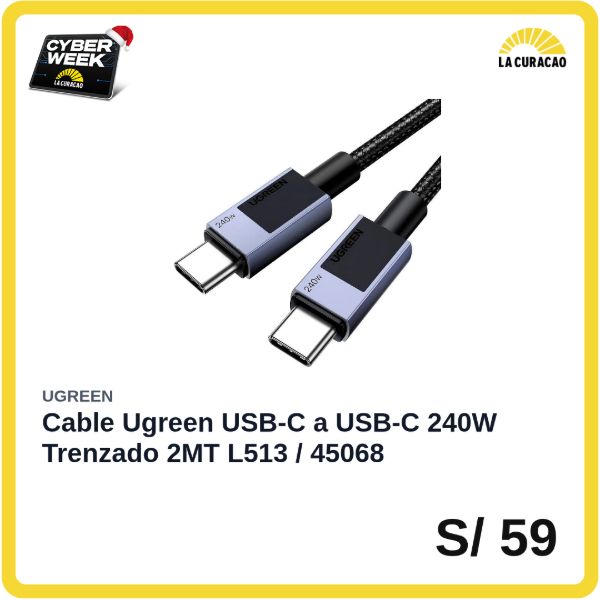 CYBER
WEEK
LA CURACAO
LA CURACAO
UGREEN
240W
UGREEN
240W
UGREEN
Cable Ugreen USB-C a USB-C 240W
Trenzado 2MT L513 / 45068
S/ 59